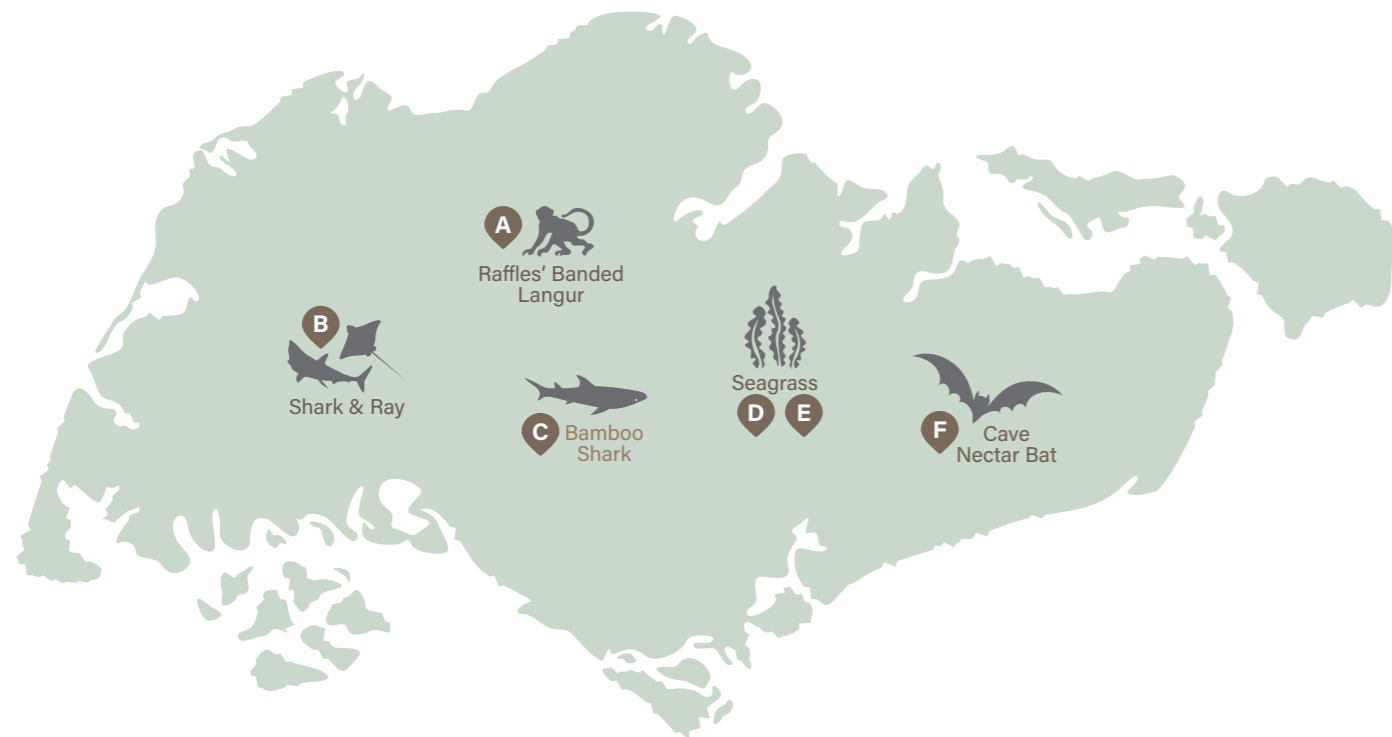 A
Raffles’ Banded
Langur
B
Shark & Ray
C
Bamboo
Shark
Seagrass
D E
F
Cave
Nectar Bat